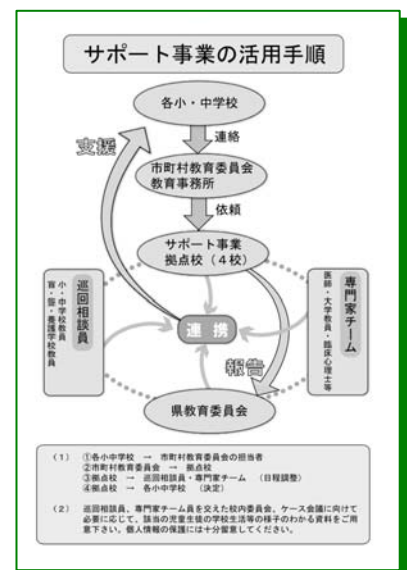 サポート事業の活用手順
各小・中学校
連絡
支援
市町村教育委員会
教育事務所
依頼
サポート事業
拠点校（４校）
巡回相談員
小・中学校教員
盲・聾・養護学校教員
専門家チーム
医師・大学教員・臨床心理士等
連携
報告
県教育委員会
（１） ①各小中学校 → 市町村教育委員会の担当者
②市町村教育委員会 → 拠点校
③拠点校 → 巡回相談員・専門家チーム （日程調整）
④拠点校 → 各小中学校 （決定）
（２） 巡回相談員、専門家チーム員を交えた校内委員会、ケース会議に向けて
必要に応じて、該当の児童生徒の学校生活等の様子のわかる資料をご用
意下さい。個人情報の保護には十分留意してください。